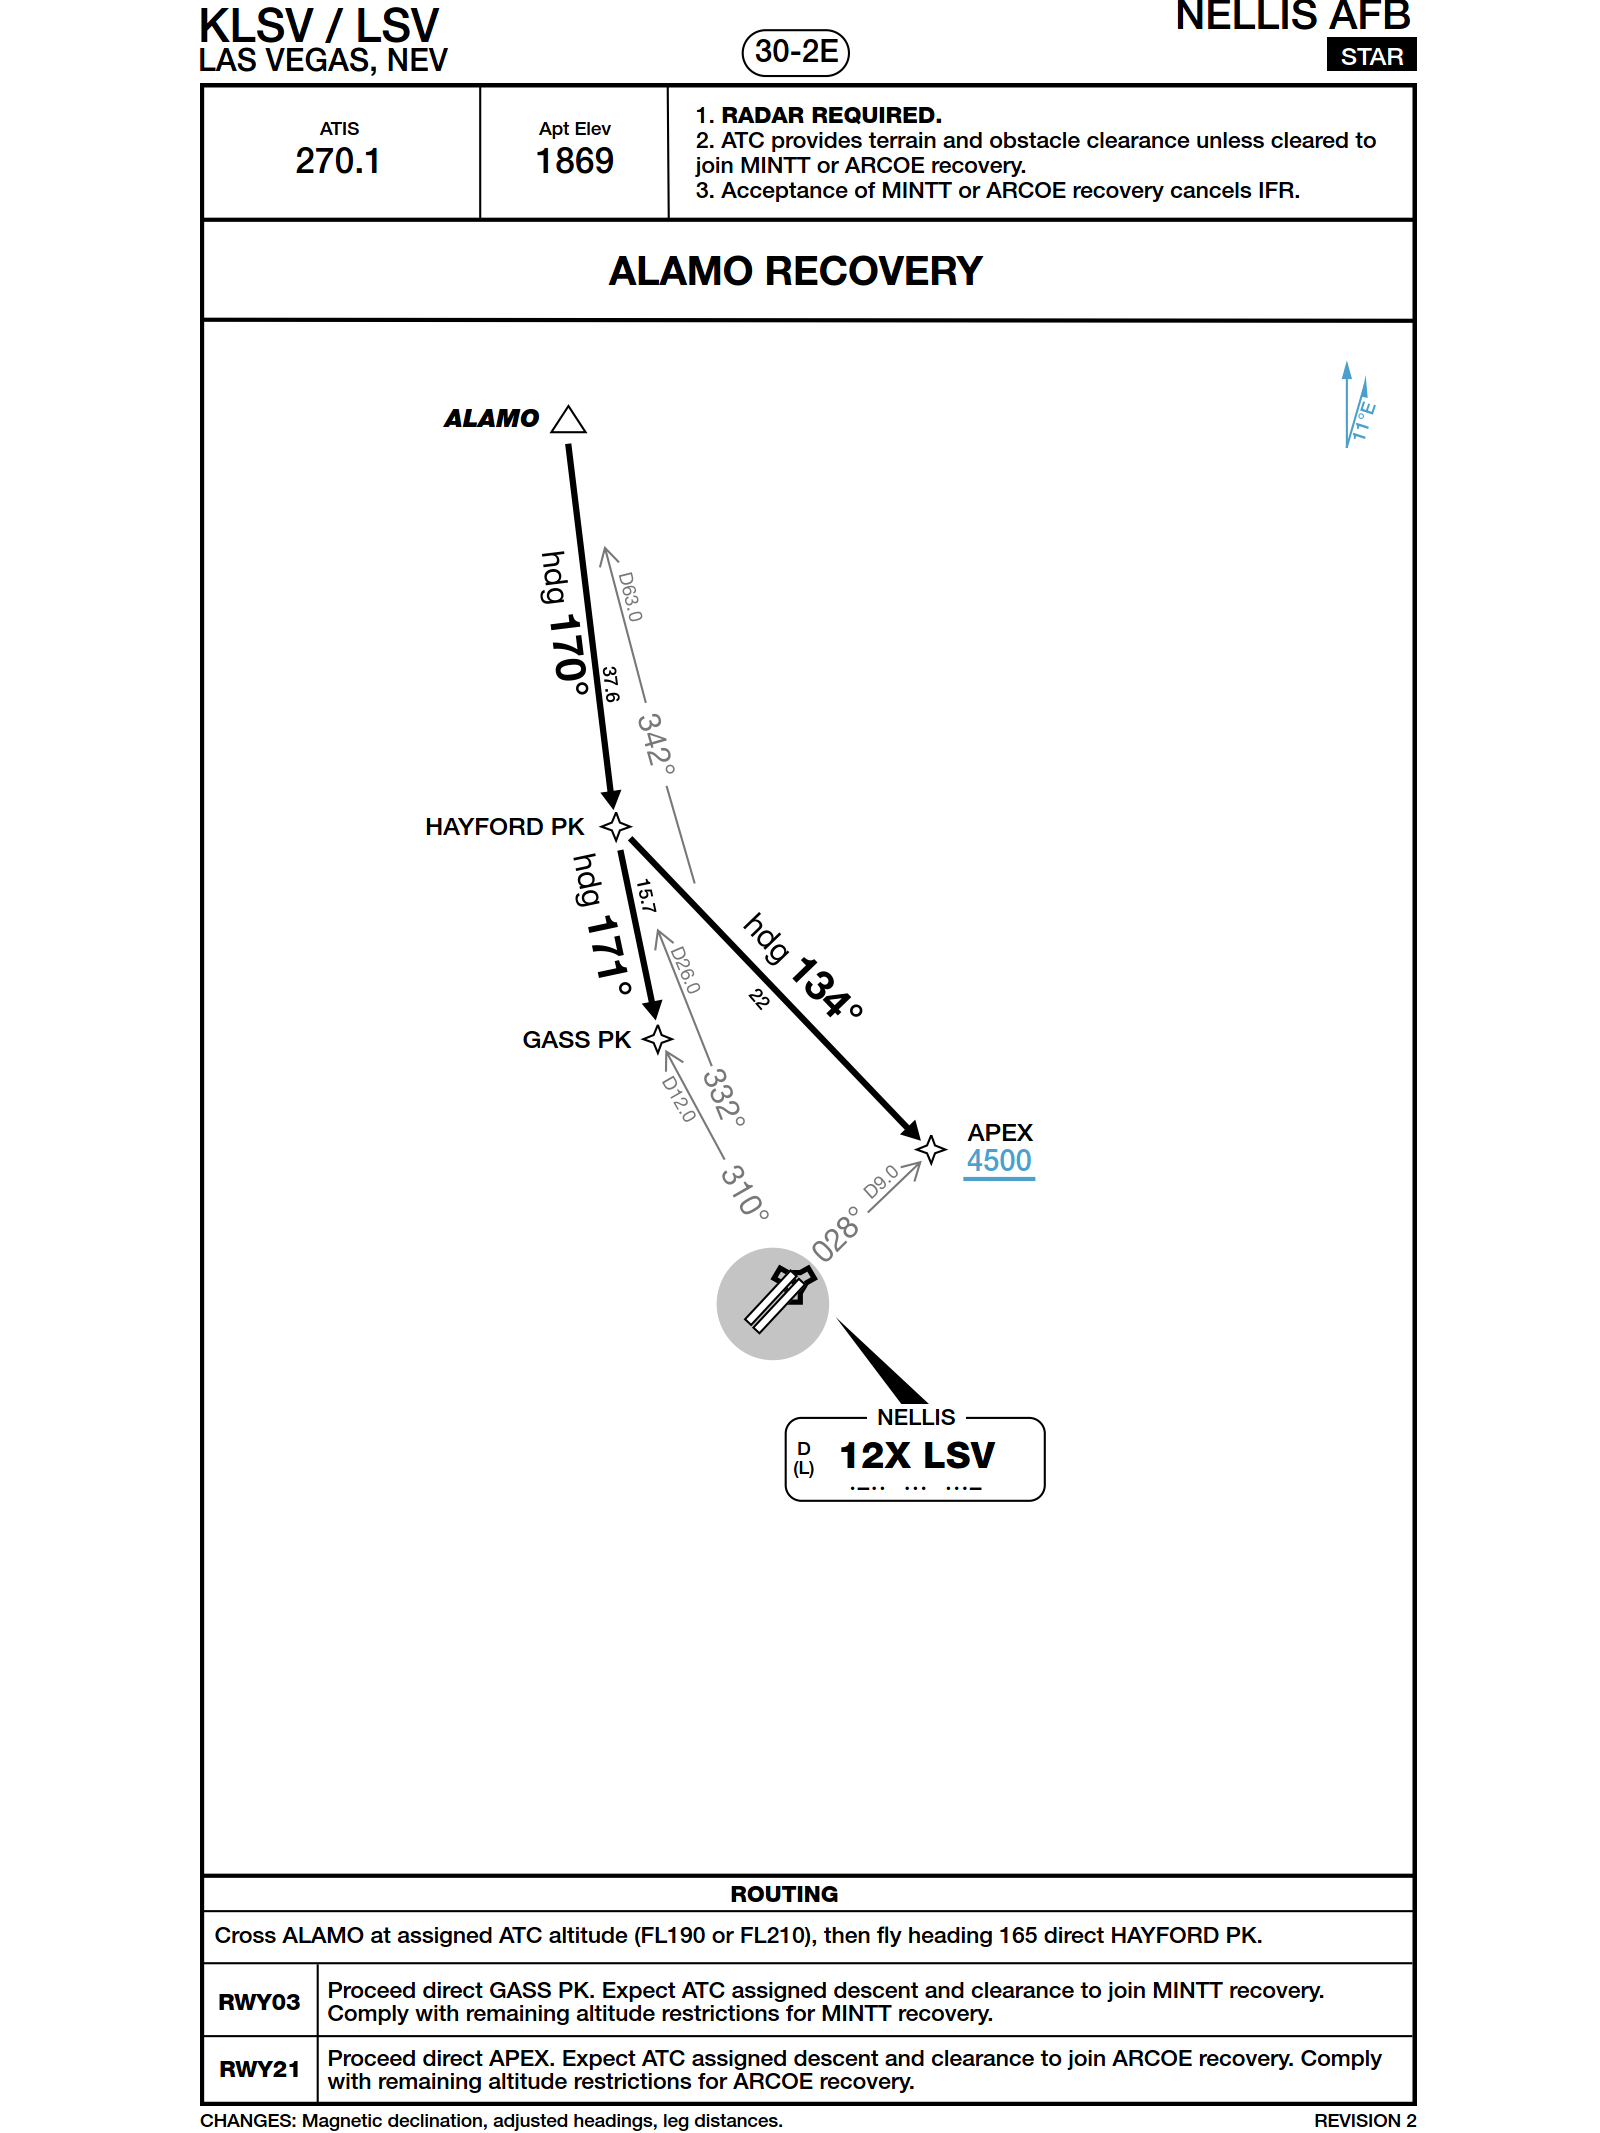 KLSV / LSV
LAS VEGAS, NEV
30-2E
NELLIS AFB
STAR
ATIS
270.1
Apt Elev
1869
1. RADAR REQUIRED.
2. ATC provides terrain and obstacle clearance unless cleared to
join MINTT or ARCOE recovery.
3. Acceptance of MINTT or ARCOE recovery cancels IFR.
ALAMO RECOVERY
11°E
ALAMO
hdg 170°
37.6
D63.0
342°
HAYFORD PK
hdg 171°
15.7
D26.0
332°
hdg 134°
22
GASS PK
D12.0
310°
APEX
4500
D9.0
028°
NELLIS
D
(L)
12X LSV
ROUTING
Cross ALAMO at assigned ATC altitude (FL190 or FL210), then fly heading 165 direct HAYFORD PK.
RWY03
Proceed direct GASS PK. Expect ATC assigned descent and clearance to join MINTT recovery.
Comply with remaining altitude restrictions for MINTT recovery.
RWY21
Proceed direct APEX. Expect ATC assigned descent and clearance to join ARCOE recovery. Comply
with remaining altitude restrictions for ARCOE recovery.
CHANGES: Magnetic declination, adjusted headings, leg distances.
REVISION 2